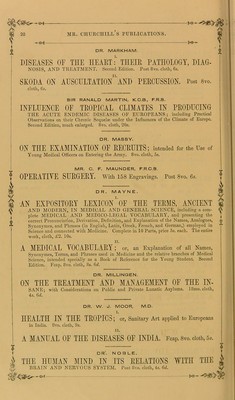 26 MR. CHURCHILL'S PUBLICATIONS.
DR. MARKHAM.
I.
DISEASES OF THE HEART: THEIR PATHOLOGY, DIAG-
NOSIS, AND TREATMENT. Second Edition. Post 8vo. cloth, 6s.
II.
SKODA ON AUSCULTATION AND PERCUSSION. Post 8vo.
cloth, 6s.
SIR RANALD MARTIN, K.C.B., F.R.S.
INFLUENCE OF TROPICAL CLIMATES IN PRODUCING
THE ACUTE ENDEMIC DISEASES OF EUROPEANS; including Practical
Observations on their Chronic Sequelæ under the Influences of the Climate of Europe.
Second Edition, much enlarged. 8vo. cloth, 20s.
DR. MASSEY.
ON THE EXAMINATION OF RECRUITS; intended for the Use of
Young Medical Officers on Entering the Army. 8vo. cloth, 5s.
MR. C. F. MAUNDER, F.R.C.S.
OPERATIVE SURGERY. With 158 Engravings. Post 8vo. 6s.
DR. MAYNE.
I.
AN EXPOSITORY LEXICON OF THE TERMS, ANCIENT
AND MODERN, IN MEDICAL AND GENERAL SCIENCE, including a com-
plete MEDICAL AND MEDICO-LEGAL VOCABULARY, and presenting the
correct Pronunciation, Derivation, Definition, and Explanation of the Names, Analogues,
Synonymes, and Phrases (in English, Latin, Greek, French, and German,) employed in
Science and connected with Medicine. Complete in 10 Parts, price 5s. each. The entire
work, cloth, £2. 10s.
II.
A MEDICAL VOCABULARY; or, an Explanation of all Names,
Synonymes, Terms, and Phrases used in Medicine and the relative branches of Medical
Science, intended specially as a Book of Reference for the Young Student. Second
Edition. Fcap. 8vo. cloth, 8s. 6d.
DR. MILLINGEN.
ON THE TREATMENT AND MANAGEMENT OF THE IN-
SANE; with Considerations on Public and Private Lunatic Asylums. 18mo. cloth,
4s. 6d.
DR. W. J. MOOR, M.D.
I.
HEALTH IN THE TROPICS; or, Sanitary Art applied to Europeans
in India. 8vo. cloth, 9s.
II.
A MANUAL OF THE DISEASES OF INDIA. Fcap. 8vo. cloth, 5s.
DR. NOBLE.
THE HUMAN MIND IN ITS RELATIONS WITH THE
BRAIN AND NERVOUS SYSTEM. Post 8vo. cloth, 4s. 6d.